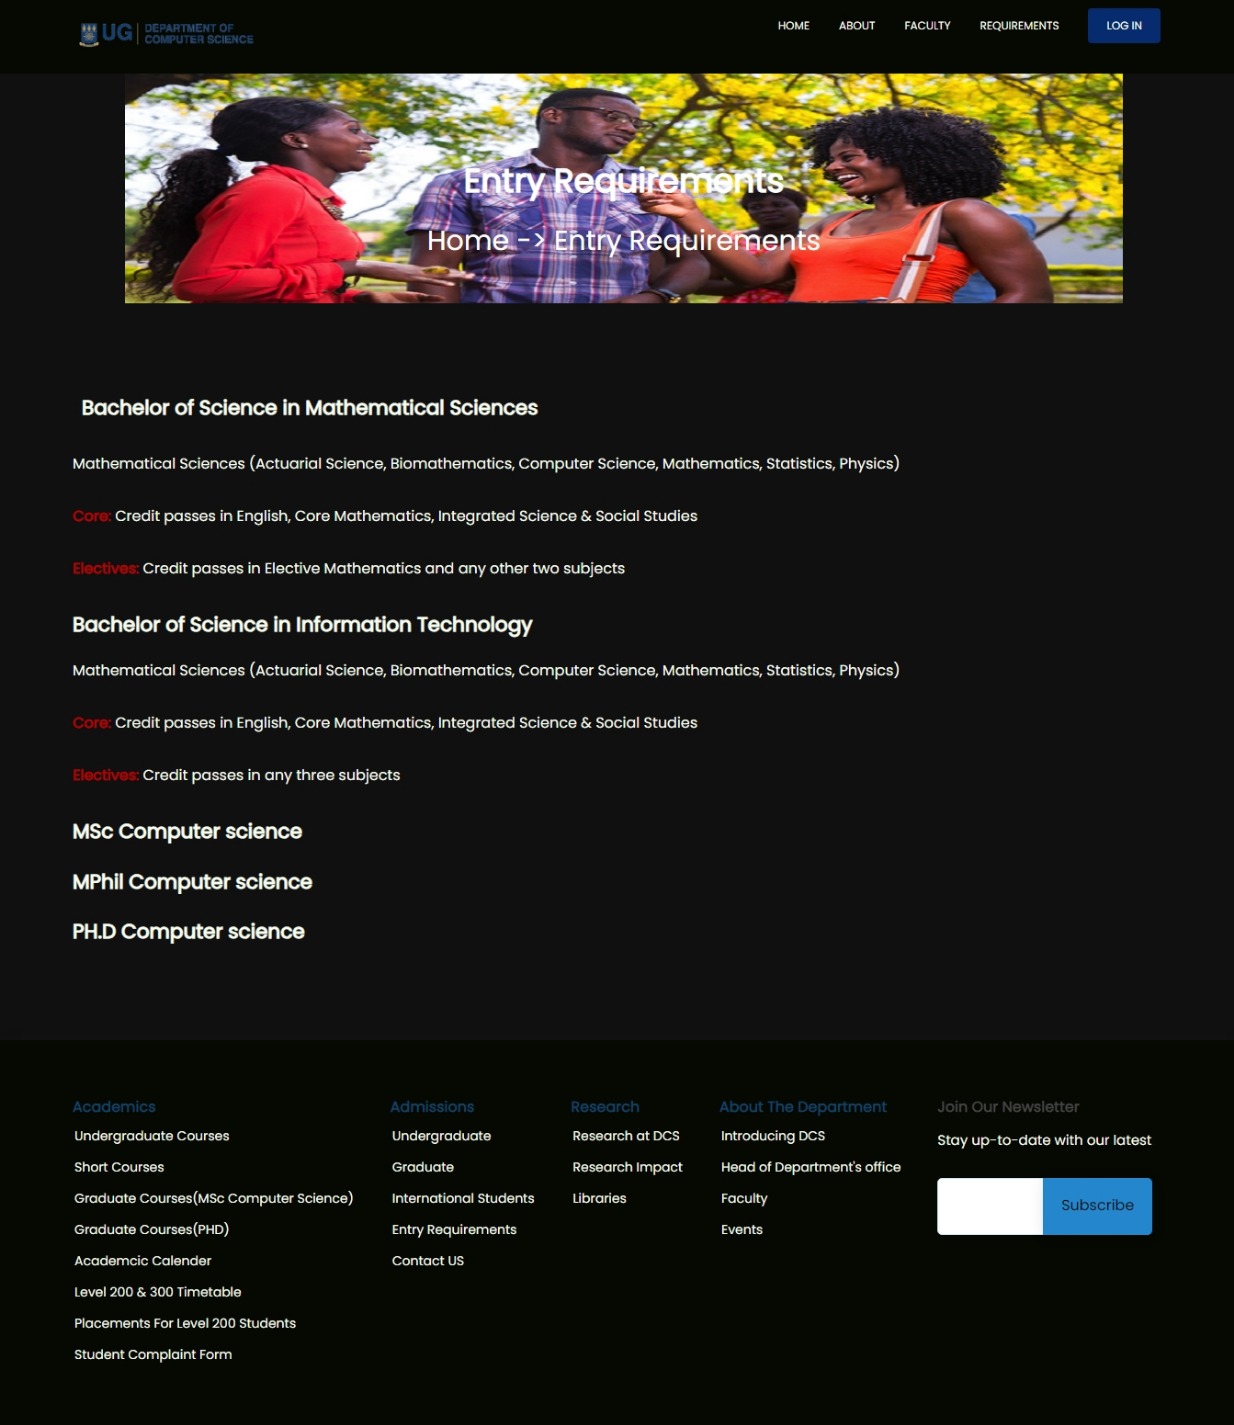 UG
DEPARTMENT OF
COMPUTER SCIENCE
HOME
ABOUT
FACULTY
REQUIREMENTS
LOG IN
Entry Requirements
Home -> Entry Requirements
Bachelor of Science in Mathematical Sciences
Mathematical Sciences (Actuarial Science, Biomathematics, Computer Science, Mathematics, Statistics, Physics)
Core: Credit passes in English, Core Mathematics, Integrated Science & Social Studies
Electives: Credit passes in Elective Mathematics and any other two subjects
Bachelor of Science in Information Technology
Mathematical Sciences (Actuarial Science, Biomathematics, Computer Science, Mathematics, Statistics, Physics)
Core: Credit passes in English, Core Mathematics, Integrated Science & Social Studies
Electives: Credit passes in any three subjects
MSc Computer science
MPhil Computer science
PH.D Computer science
Academics
Undergraduate Courses
Short Courses
Graduate Courses(MSc Computer Science)
Graduate Courses(PHD)
Academcic Calender
Level 200 & 300 Timetable
Placements For Level 200 Students
Student Complaint Form
Admissions
Undergraduate
Graduate
International Students
Entry Requirements
Contact US
Research
Research at DCS
Research Impact
Libraries
About The Department
Introducing DCS
Head of Department's office
Faculty
Events
Join Our Newsletter
Stay up-to-date with our latest
Subscribe